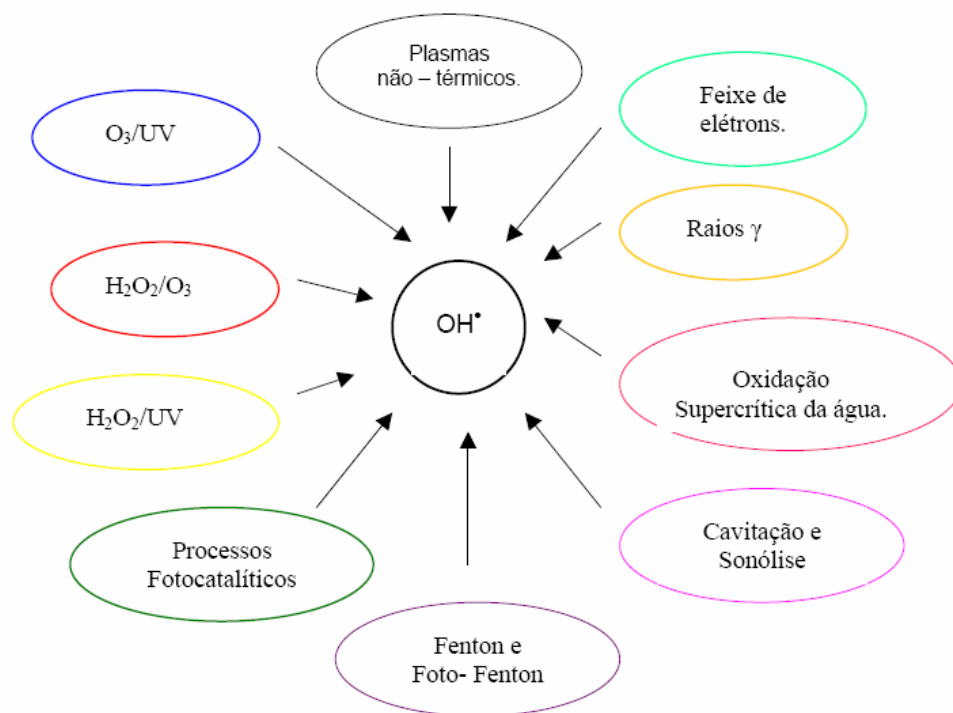 Plasmas
não – térmicos.
Feixe de
elétrons.
O₃/UV
Raios γ
H₂O₂/O₃
OH•
Oxidação
Supercrítica da água.
H₂O₂/UV
Cavitação e
Sonólise
Processos
Fotocatalíticos
Fenton e
Foto- Fenton